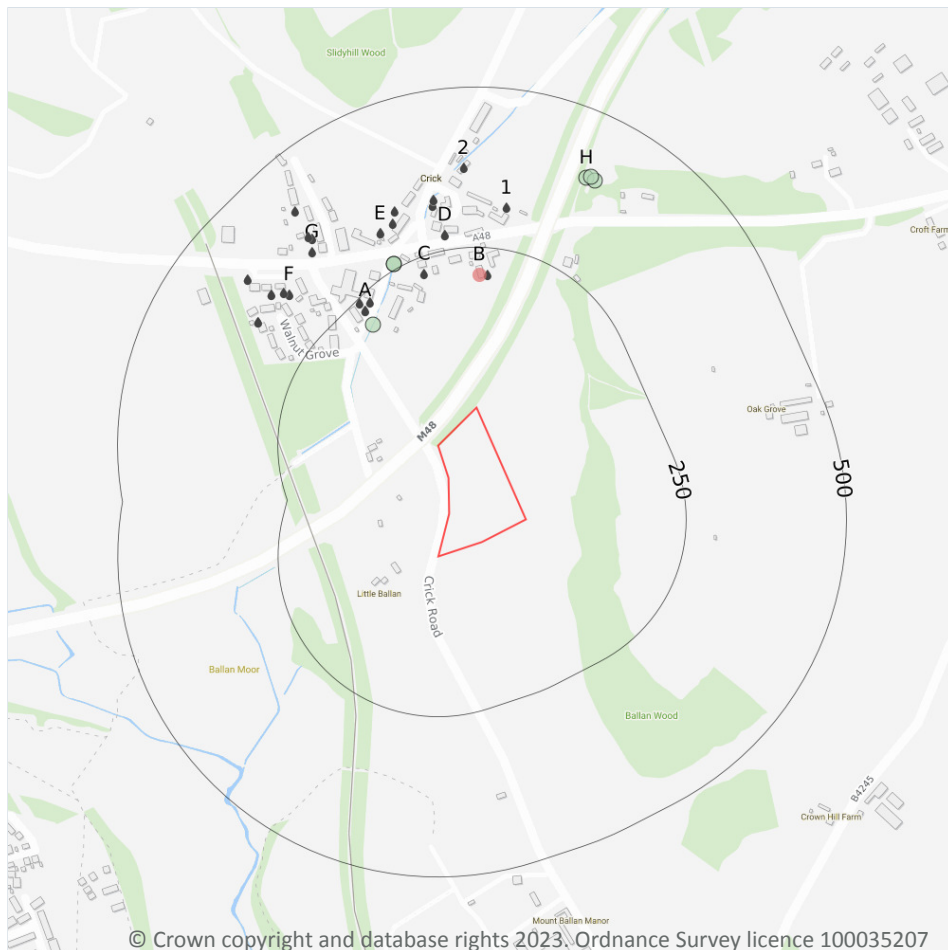 Slidyhill Wood
2
Crick
H
1
E
D
G
A48
Croft Farm
C
B
F
A
Walnut Grove
Oak Grove
M48
250
500
Little Ballan
Crick Road
Ballan Moor
Ballan Wood
B4245
Crown Hill Farm
Mount Ballan Manor
© Crown copyright and database rights 2023. Ordnance Survey licence 100035207